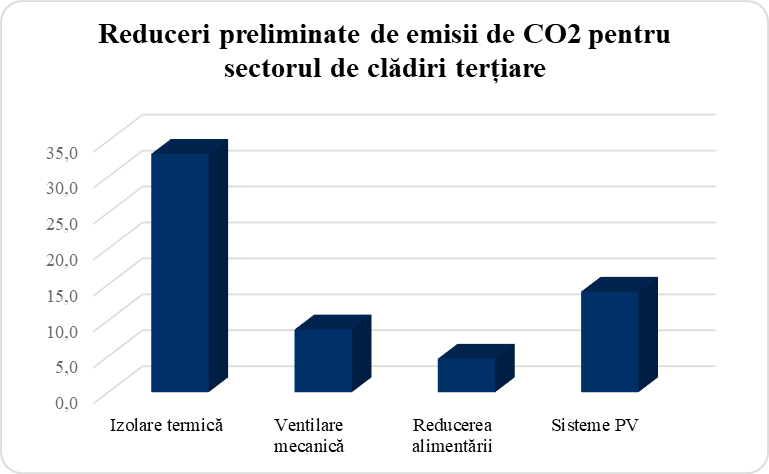 Reduceri preliminate de emisii de CO2 pentru
sectorul de clădiri terțiare
35,0
30,0
25,0
20,0
15,0
10,0
5,0
0,0
Izolare termică
Ventilare
mecanică
Reducerea
alimentării
Sisteme PV